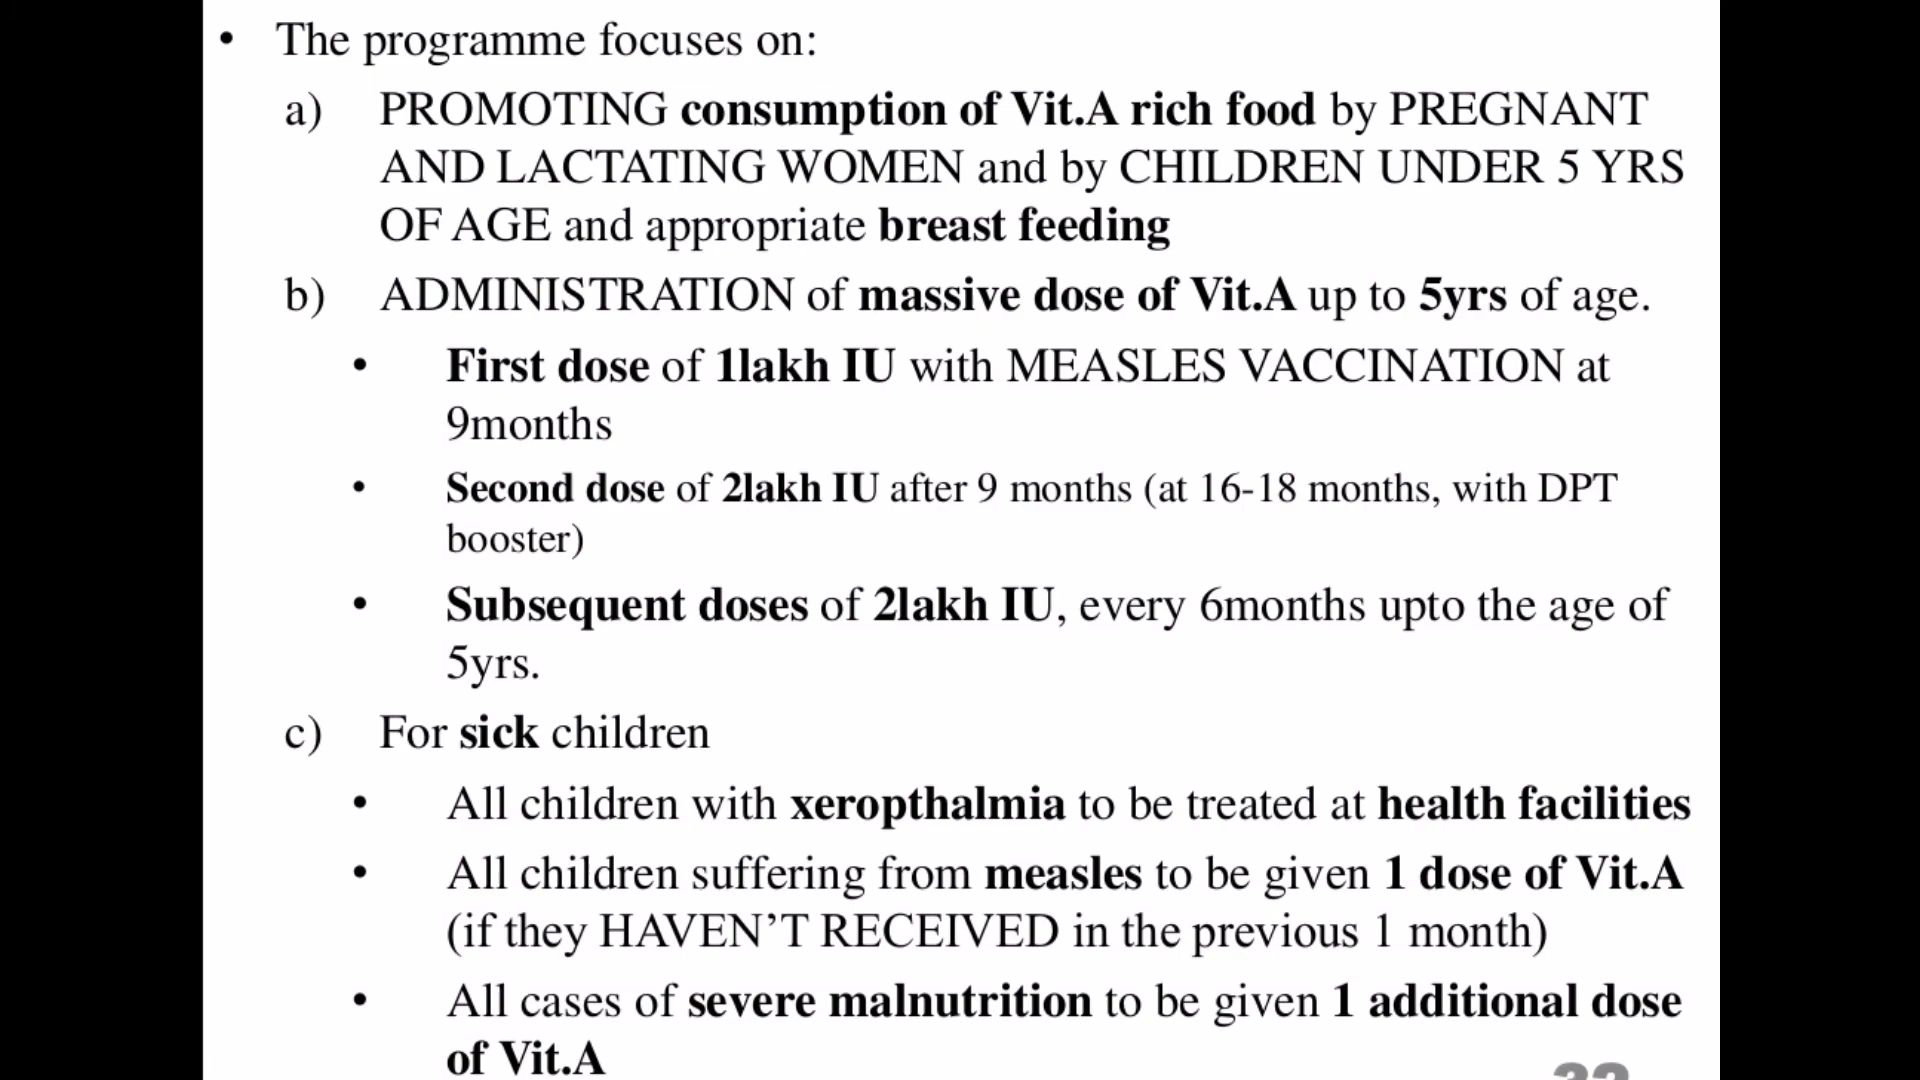 • The programme focuses on:
a) PROMOTING consumption of Vit.A rich food by PREGNANT
AND LACTATING WOMEN and by CHILDREN UNDER 5 YRS
OF AGE and appropriate breast feeding
b) ADMINISTRATION of massive dose of Vit.A up to 5yrs of age.
• First dose of 1lakh IU with MEASLES VACCINATION at
9months
• Second dose of 2lakh IU after 9 months (at 16-18 months, with DPT
booster)
• Subsequent doses of 2lakh IU, every 6months upto the age of
5yrs.
c) For sick children
• All children with xeropthalmia to be treated at health facilities
• All children suffering from measles to be given 1 dose of Vit.A
(if they HAVEN’T RECEIVED in the previous 1 month)
• All cases of severe malnutrition to be given 1 additional dose
of Vit.A